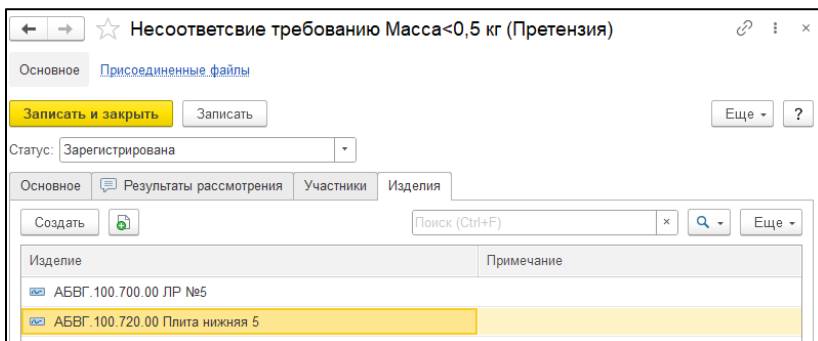 Несоответсвие требованию Масса<0,5 кг (Претензия)
Основное Присоединенные файлы
Записать и закрыть Записать Еще ?
Статус: Зарегистрирована
Основное Результаты рассмотрения Участники Изделия
Создать Поиск (Ctrl+F) × Еще
Изделие Примечание
АБВГ.100.700.00 ЛР №5
АБВГ.100.720.00 Плита нижняя 5